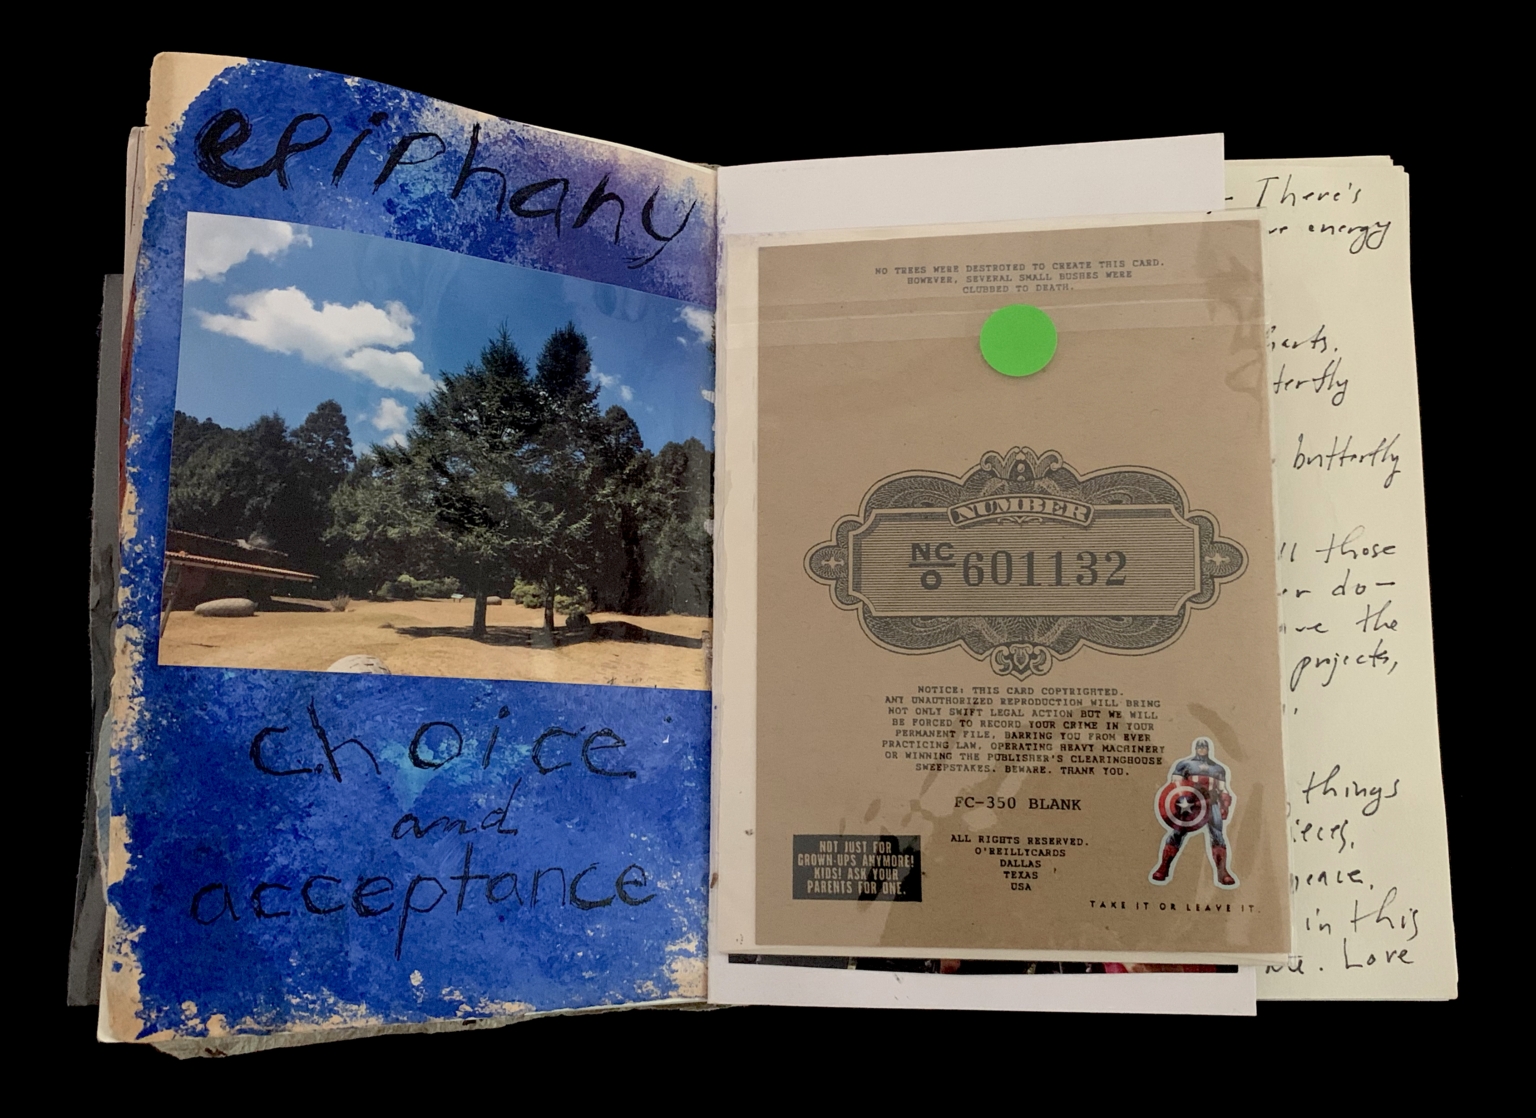 epiphany
choice
and
acceptance
NO TREES WERE DESTROYED TO CREATE THIS CARD.
HOWEVER, SEVERAL SMALL BUSHES WERE
CLUBBED TO DEATH.
NUMBER
NC
O 601132
NOTICE: THIS CARD COPYRIGHTED.
ANY UNAUTHORIZED REPRODUCTION WILL BRING
NOT ONLY SWIFT LEGAL ACTION BUT WE WILL
BE FORCED TO RECORD YOUR CRIME IN YOUR
PERMANENT FILE, BARRING YOU FROM EVER
PRACTICING LAW, OPERATING HEAVY MACHINERY
OR WINNING THE PUBLISHER'S CLEARINGHOUSE
SWEEPSTAKES. BEWARE. THANK YOU.
FC-350 BLANK
NOT JUST FOR
GROWN-UPS ANYMORE!
KIDS! ASK YOUR
PARENTS FOR ONE.
ALL RIGHTS RESERVED.
O'REILLYCARDS
DALLAS
TEXAS
USA
TAKE IT OR LEAVE IT.
There's
energy
butterfly
those
do-
the
projects,
things
in this
Love